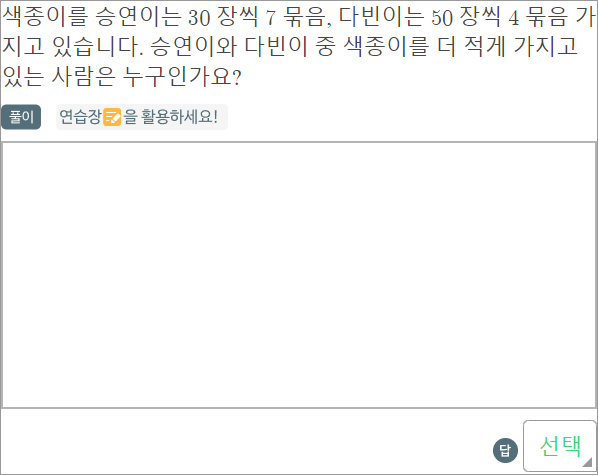 색종이를 승연이는 30 장씩 7 묶음, 다빈이는 50 장씩 4 묶음 가
지고 있습니다. 승연이와 다빈이 중 색종이를 더 적게 가지고
있는 사람은 누구인가요?
풀이 연습장 을 활용하세요!
답 선택